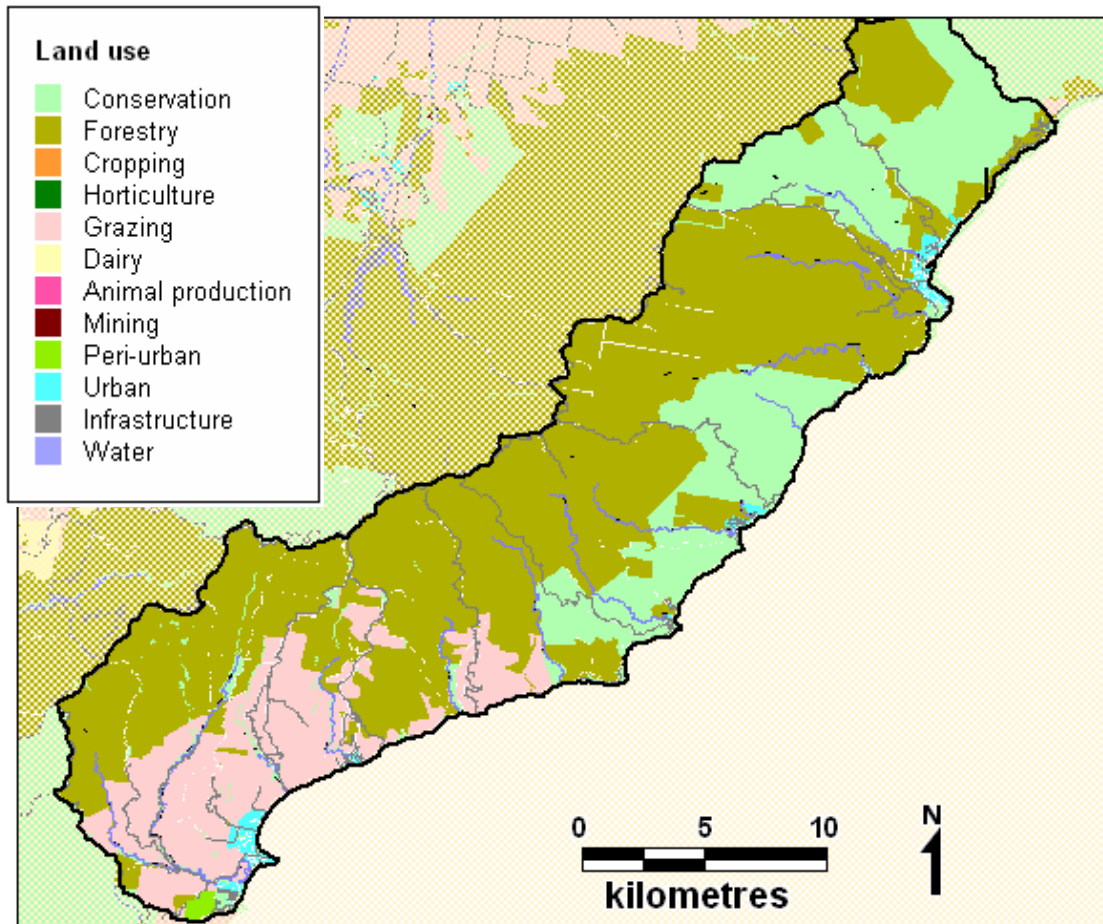 Land use
Conservation
Forestry
Cropping
Horticulture
Grazing
Dairy
Animal production
Mining
Peri-urban
Urban
Infrastructure
Water
0 5 10
kilometres
N